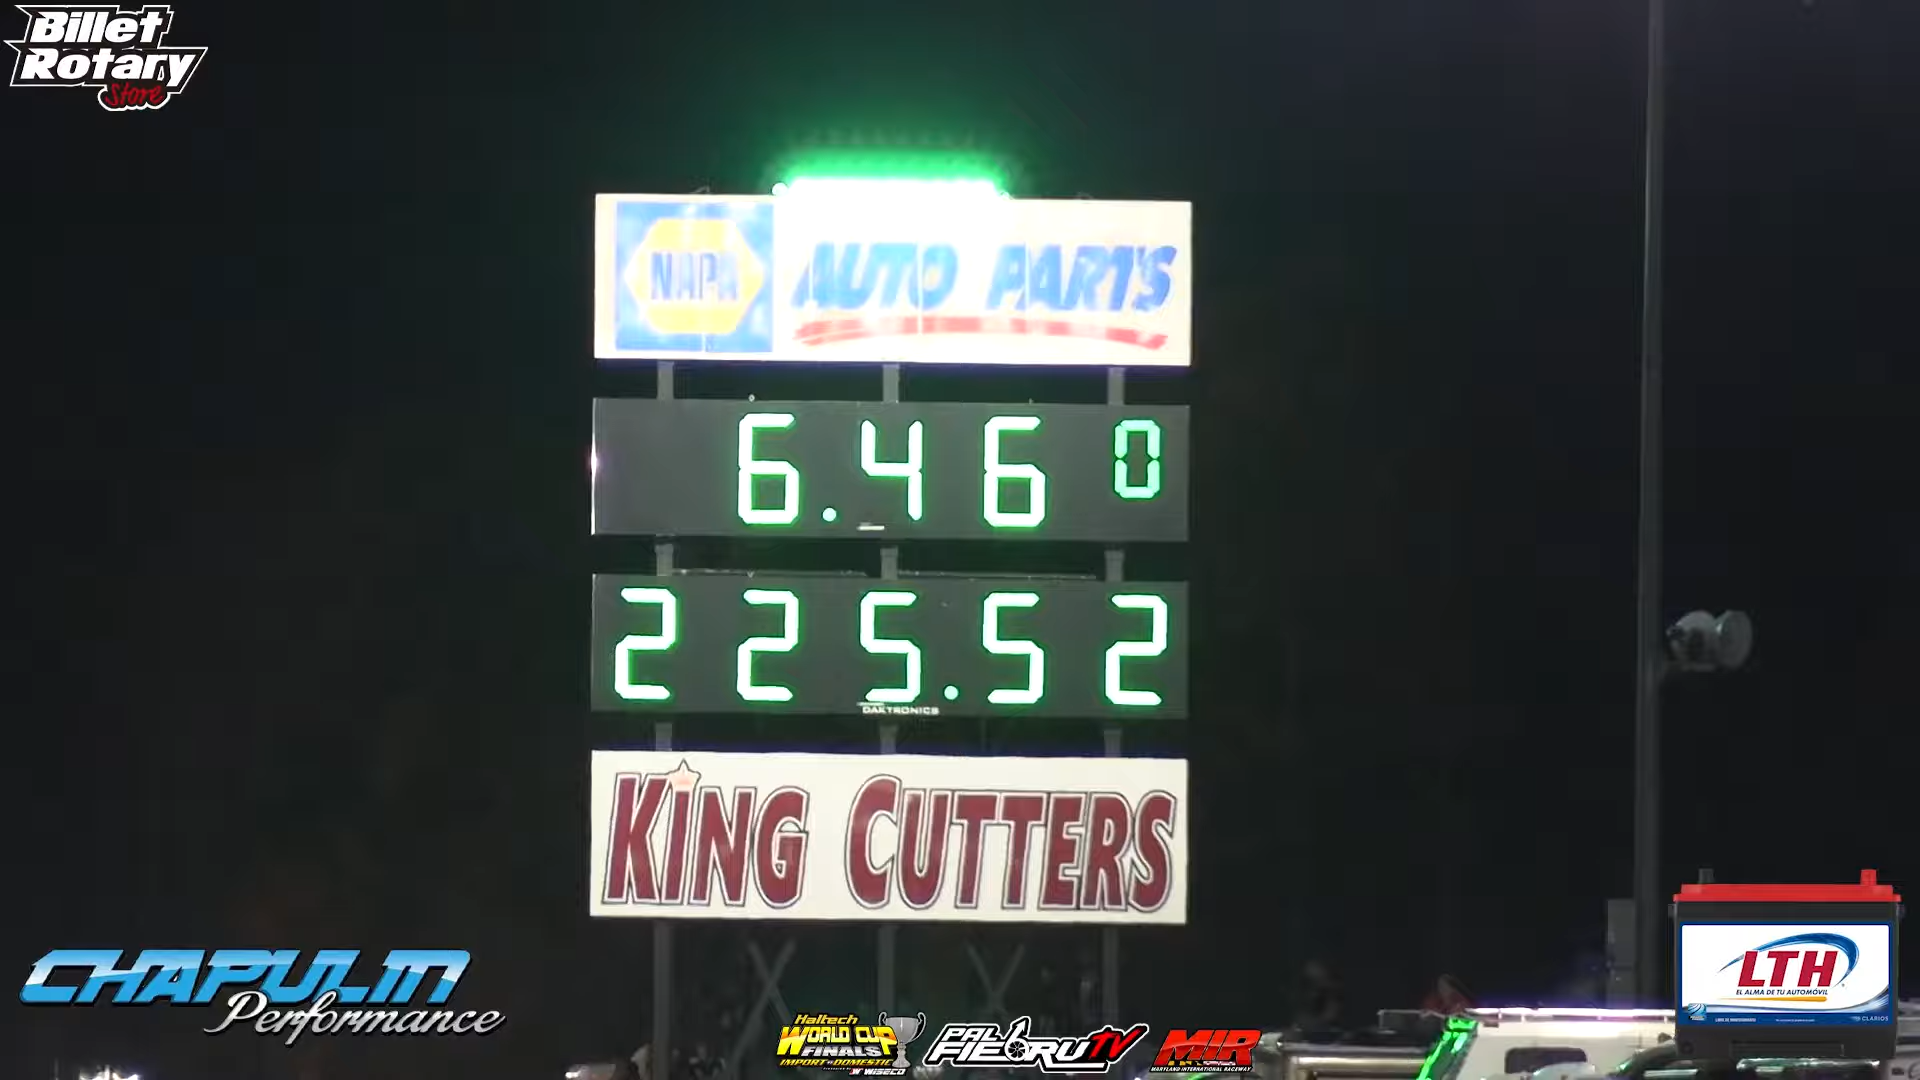 Billet
Rotary
Store
NAPA AUTO PARTS
6.460
225.52
DAKTRONICS
KING CUTTERS
CHAPULIN
Performance
LTH
EL ALMA DE TU AUTOMÓVIL
CLARIOS
Haltech
WORLD CUP
FINALS
IMPORT vs DOMESTIC
WISECO
PAL
FIEBRU TV
MIR
MARYLAND INTERNATIONAL RACEWAY